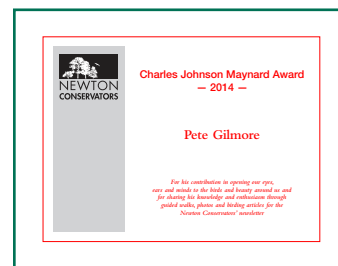 NEWTON
CONSERVATORS
Charles Johnson Maynard Award
— 2014 —
Pete Gilmore
For his contribution in opening our eyes,
ears and minds to the birds and beauty around us and
for sharing his knowledge and enthusiasm through
guided walks, photos and birding articles for the
Newton Conservators' newsletter